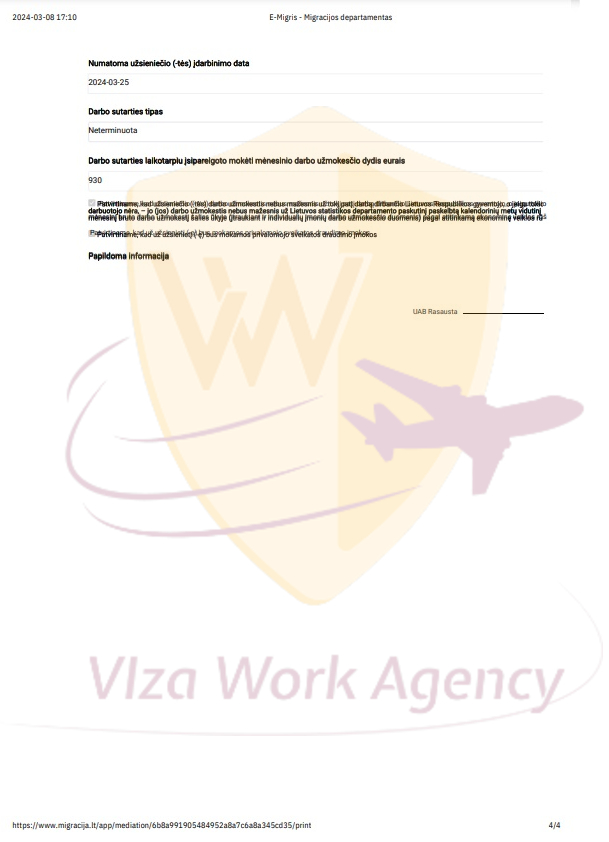 2024-03-08 17:10
E-Migris - Migracijos departamentas
Numatoma užsieniečio (-tės) įdarbinimo data
2024-03-25
Darbo sutarties tipas
Neterminuota
Darbo sutarties laikotarpiu įsipareigoto mokėti mėnesinio darbo užmokesčio dydis eurais
930
Patvirtiname, kad užsieniečio (-tės) darbo užmokestis nebus mažesnis už tokį patį darbą dirbančio Lietuvos Respublikos gyventojo, o jeigu tokio
darbuotojo nėra, – jo (jos) darbo užmokestis nebus mažesnis už Lietuvos statistikos departamento paskutinį paskelbtą kalendorinių metų vidutinį
mėnesinį bruto darbo užmokestį šalies ūkyje (įtraukiant ir individualių įmonių darbo užmokesčio duomenis) pagal atitinkamą ekonominę veiklos rūšį
Patvirtiname, kad už užsienietį (-ę) bus mokamos privalomojo sveikatos draudimo įmokos
Papildoma informacija
UAB Rasausta
VIza Work Agency
https://www.migracija.lt/app/mediation/6b8a991905484952a8a7c6a8a345cd35/print
4/4